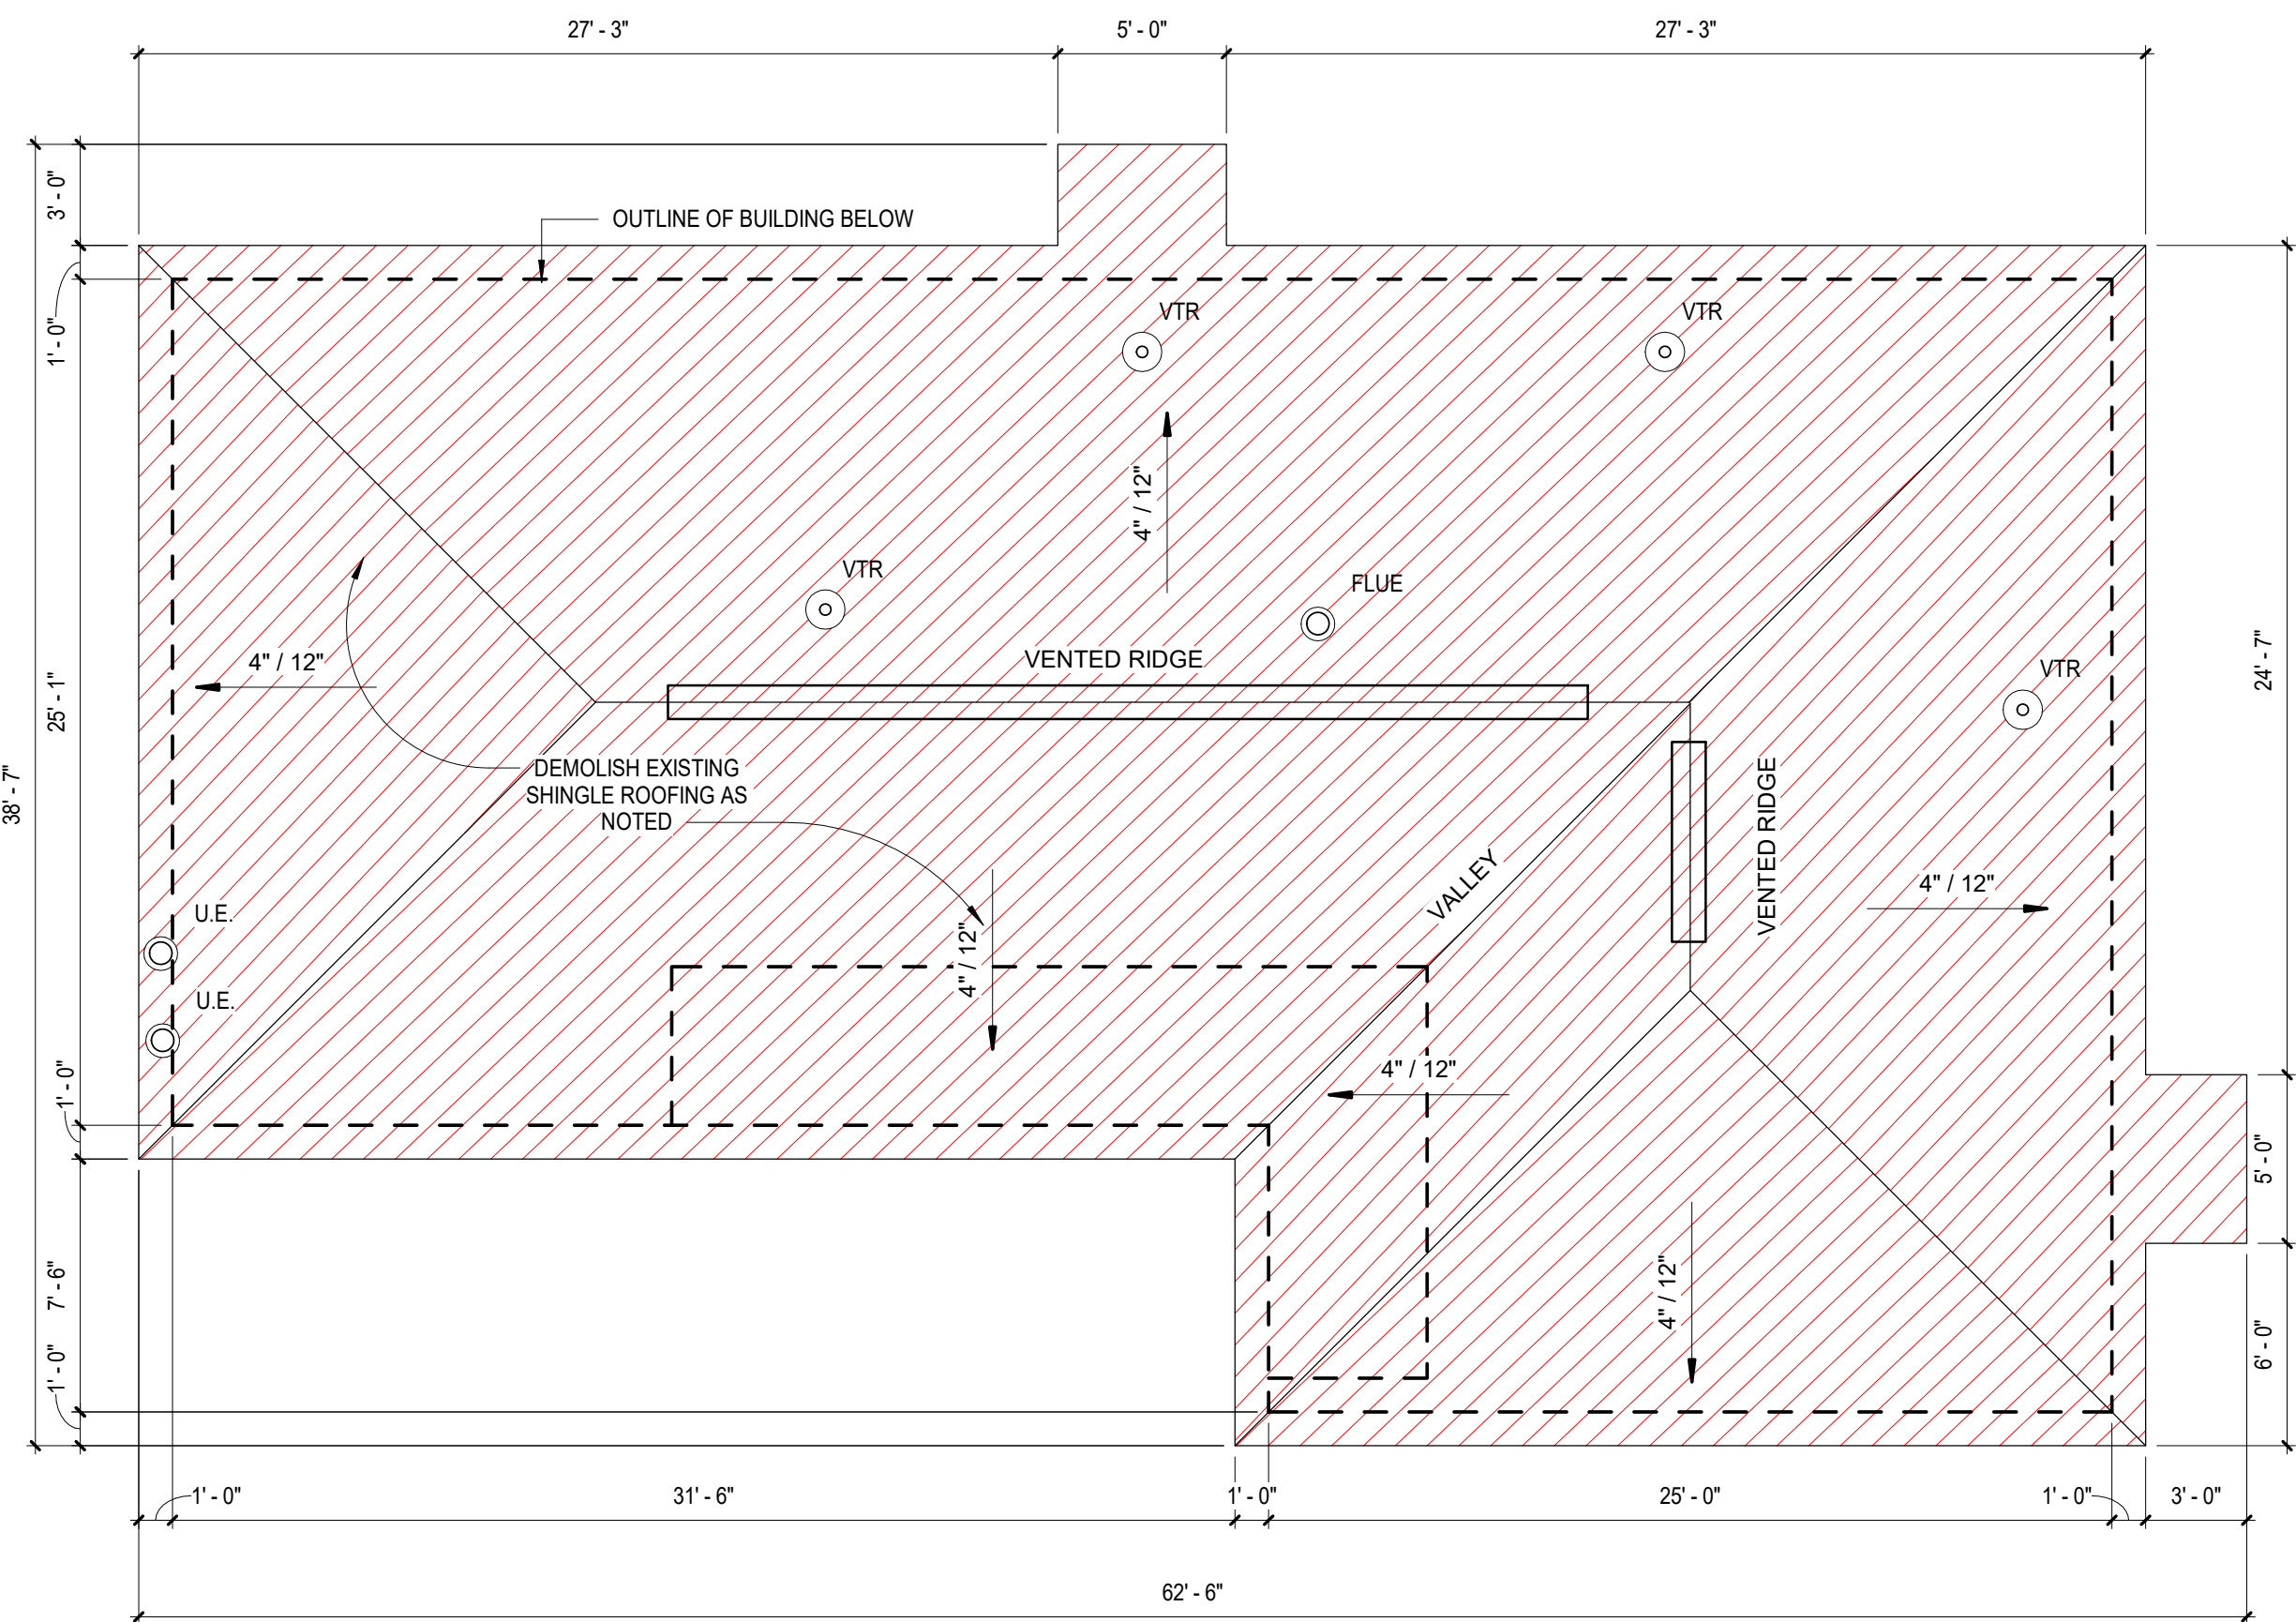 27' - 3"
5' - 0"
27' - 3"
3' - 0"
OUTLINE OF BUILDING BELOW
1' - 0"
VTR
VTR
4" / 12"
VTR
FLUE
4" / 12"
VENTED RIDGE
VTR
24' - 7"
25' - 1"
38' - 7"
DEMOLISH EXISTING
SHINGLE ROOFING AS
NOTED
VALLEY
VENTED RIDGE
4" / 12"
U.E.
4" / 12"
U.E.
1' - 0"
4" / 12"
5' - 0"
7' - 6"
4" / 12"
6' - 0"
1' - 0"
1' - 0"
31' - 6"
1' - 0"
25' - 0"
1' - 0"
3' - 0"
62' - 6"